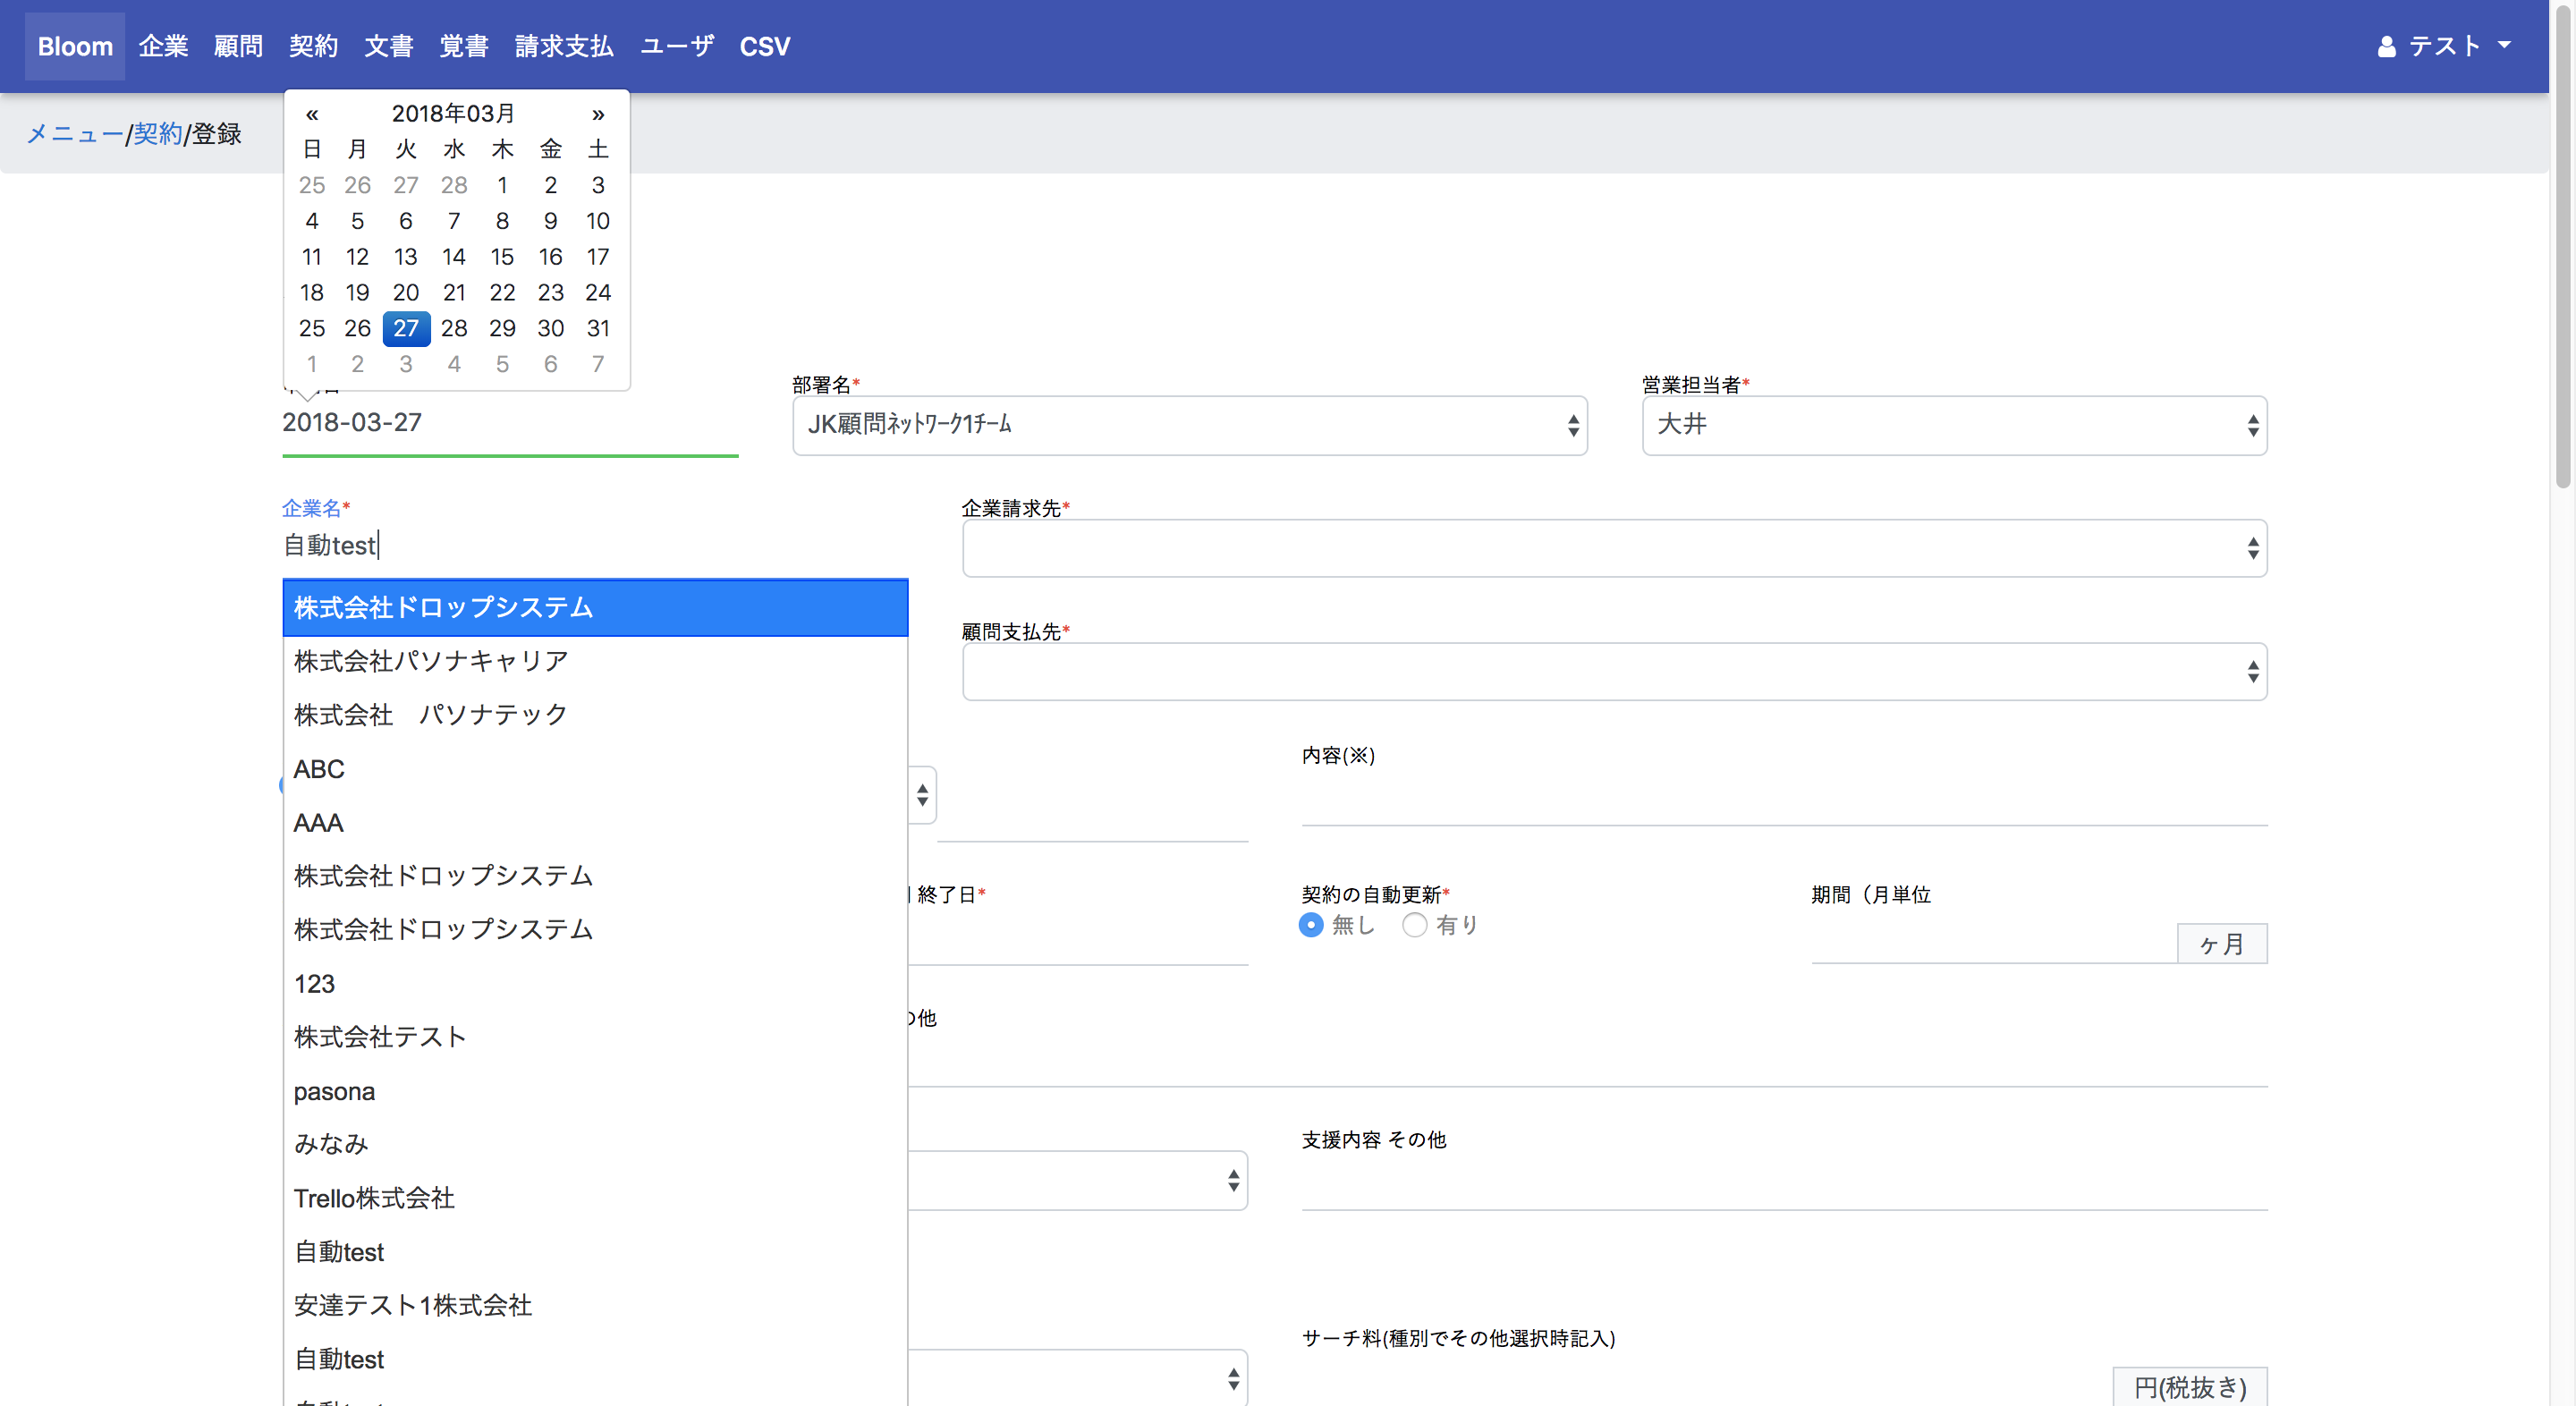 Bloom 企業 顧問 契約 文書 覚書 請求支払 ユーザ CSV テスト
メニュー/契約/登録
« 2018年03月 »
日 月 火 水 木 金 土
25 26 27 28 1 2 3
4 5 6 7 8 9 10
11 12 13 14 15 16 17
18 19 20 21 22 23 24
25 26 27 28 29 30 31
1 2 3 4 5 6 7
部署名* 営業担当者*
2018-03-27 JK顧問ﾈｯﾄﾜｰｸ1ﾁｰﾑ 大井
企業名* 企業請求先*
自動test
株式会社ドロップシステム
顧問支払先*
株式会社パソナキャリア
株式会社　パソナテック
内容(※)
ABC
AAA
株式会社ドロップシステム
終了日* 契約の自動更新* 期間（月単位
株式会社ドロップシステム 無し 有り ヶ月
123
の他
株式会社テスト
pasona
みなみ 支援内容 その他
Trello株式会社
自動test
安達テスト1株式会社
サーチ料(種別でその他選択時記入)
自動test
円(税抜き)